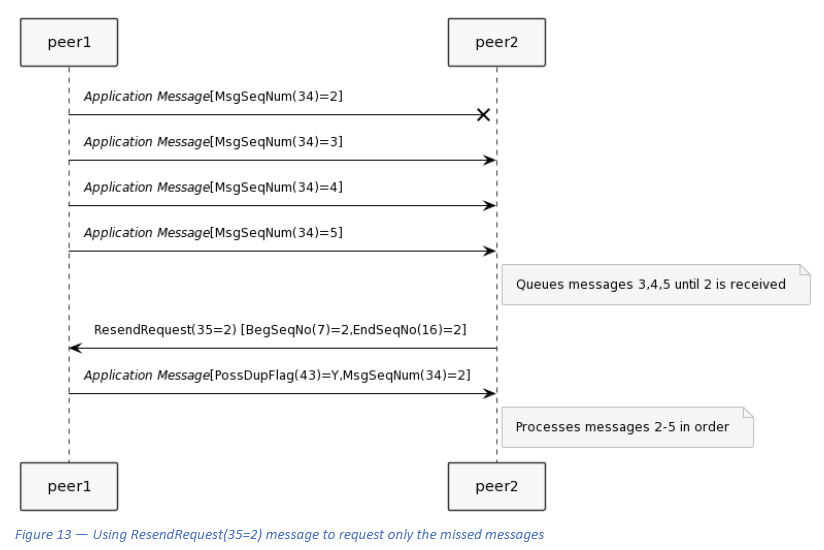 peer1
peer2
Application Message[MsgSeqNum(34)=2]
Application Message[MsgSeqNum(34)=3]
Application Message[MsgSeqNum(34)=4]
Application Message[MsgSeqNum(34)=5]
Queues messages 3,4,5 until 2 is received
ResendRequest(35=2) [BegSeqNo(7)=2,EndSeqNo(16)=2]
Application Message[PossDupFlag(43)=Y,MsgSeqNum(34)=2]
Processes messages 2-5 in order
peer1
peer2
Figure 13 — Using ResendRequest(35=2) message to request only the missed messages